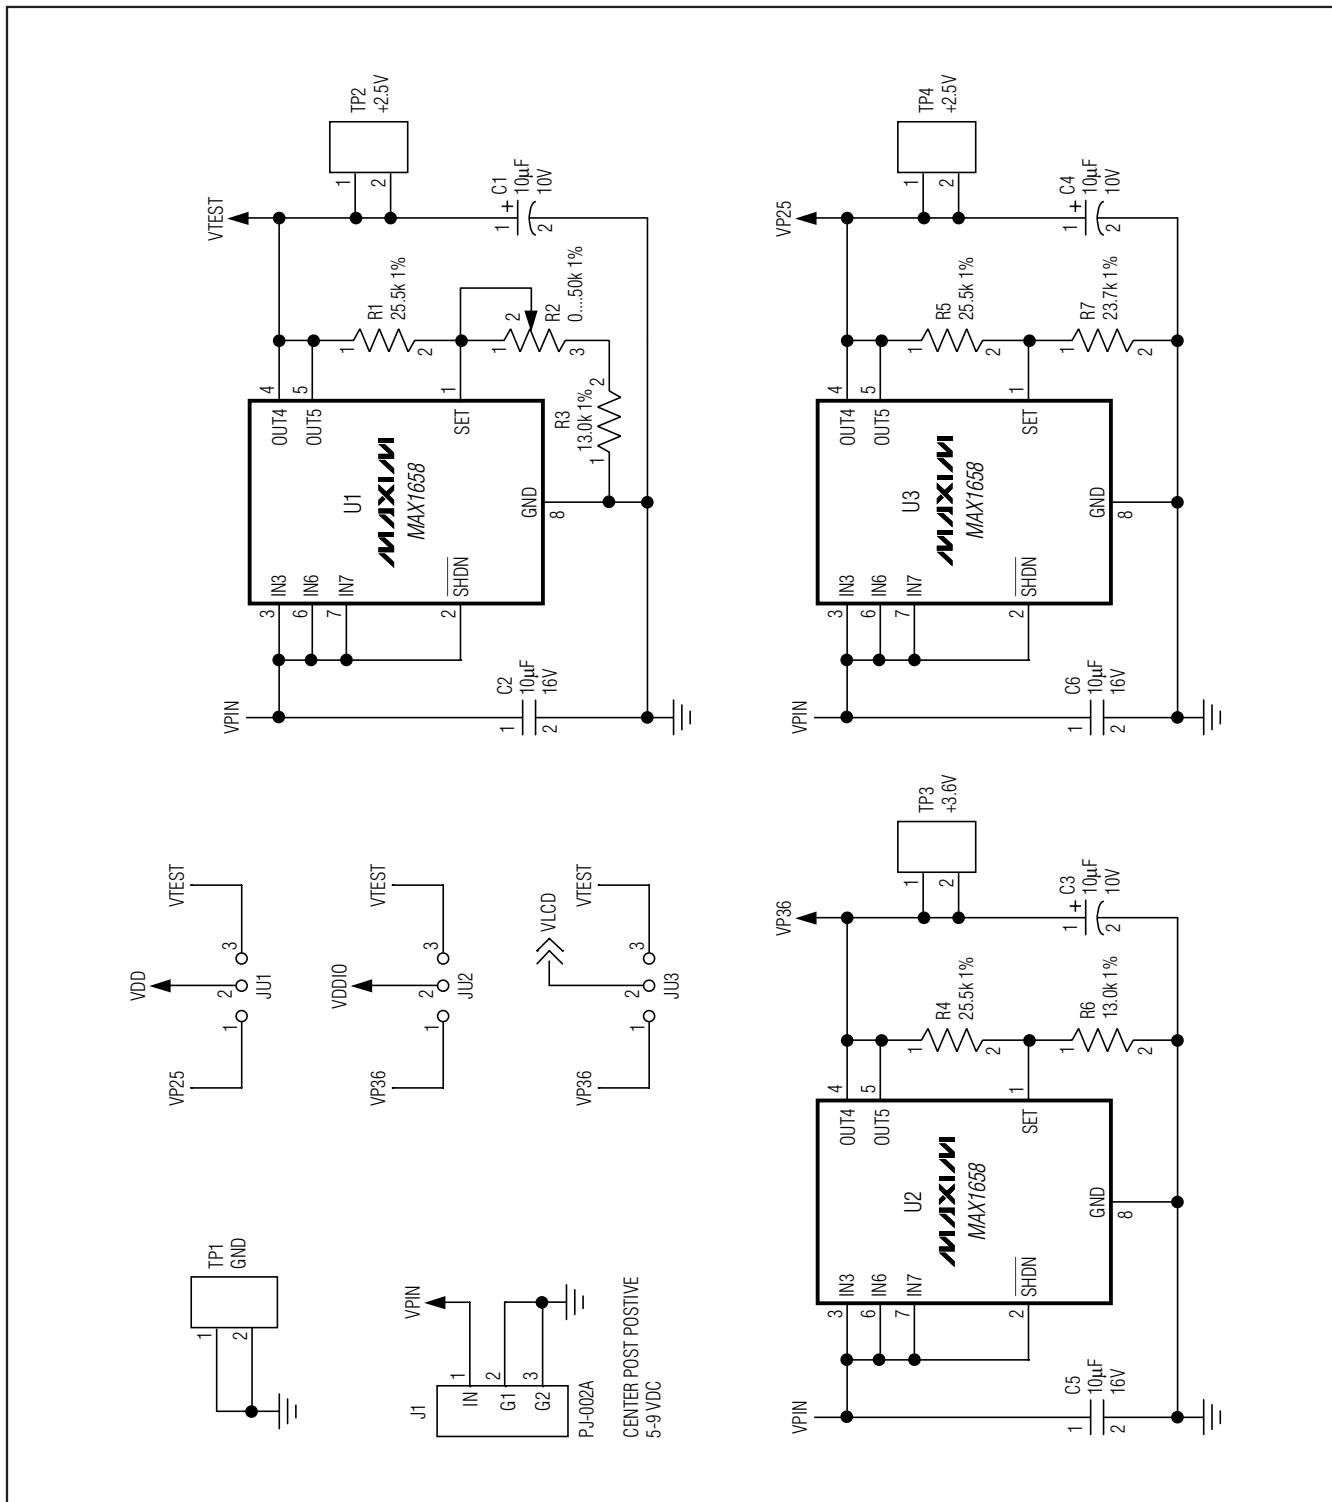 TP1
GND
1
2
J1
IN
1
G1
2
G2
3
PJ-002A
VPIN
CENTER POST POSTIVE
5-9 VDC
VP25
VDD
VTEST
1
2
3
JU1
VP36
VDDIO
VTEST
1
2
3
JU2
VP36
VLCD
VTEST
1
2
3
JU3
VPIN
1
2
C2
10µF
16V
3
IN3
6
IN6
7
IN7
2
SHDN
U1
MAXIM
MAX1658
OUT4
4
OUT5
5
SET
1
GND
8
VTEST
1
2
TP2
+2.5V
1
2
R1
25.5k 1%
1
2
3
R2
0....50k 1%
1
2
R3
13.0k 1%
1
+
2
C1
10µF
10V
VPIN
1
2
C5
10µF
16V
3
IN3
6
IN6
7
IN7
2
SHDN
U2
MAXIM
MAX1658
OUT4
4
OUT5
5
SET
1
GND
8
VP36
1
2
TP3
+3.6V
1
2
R4
25.5k 1%
1
2
R6
13.0k 1%
1
+
2
C3
10µF
10V
VPIN
1
2
C6
10µF
16V
3
IN3
6
IN6
7
IN7
2
SHDN
U3
MAXIM
MAX1658
OUT4
4
OUT5
5
SET
1
GND
8
VP25
1
2
TP4
+2.5V
1
2
R5
25.5k 1%
1
2
R7
23.7k 1%
1
+
2
C4
10µF
10V